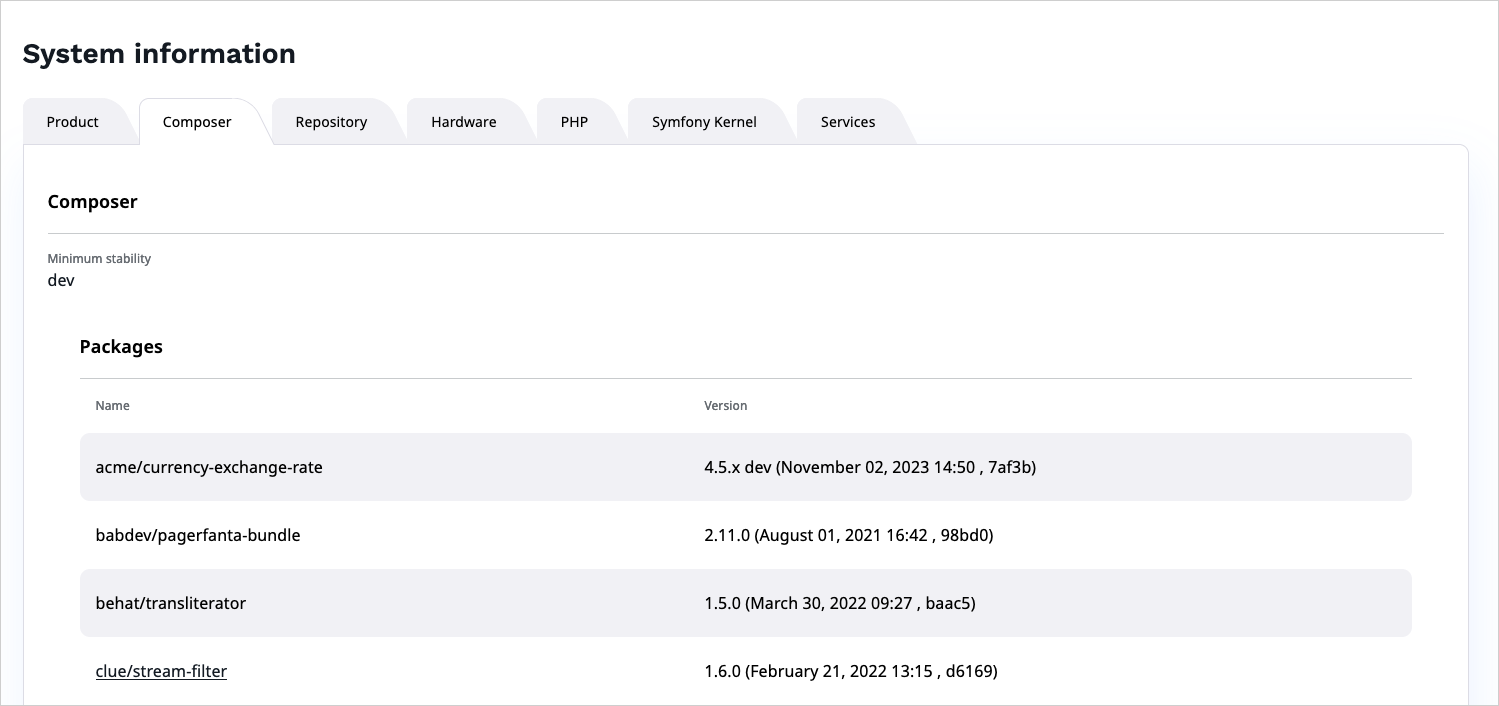 System information
Product Composer Repository Hardware PHP Symfony Kernel Services
Composer
Minimum stability
dev
Packages
Name Version
acme/currency-exchange-rate 4.5.x dev (November 02, 2023 14:50 , 7af3b)
babdev/pagerfanta-bundle 2.11.0 (August 01, 2021 16:42 , 98bd0)
behat/transliterator 1.5.0 (March 30, 2022 09:27 , baac5)
clue/stream-filter 1.6.0 (February 21, 2022 13:15 , d6169)